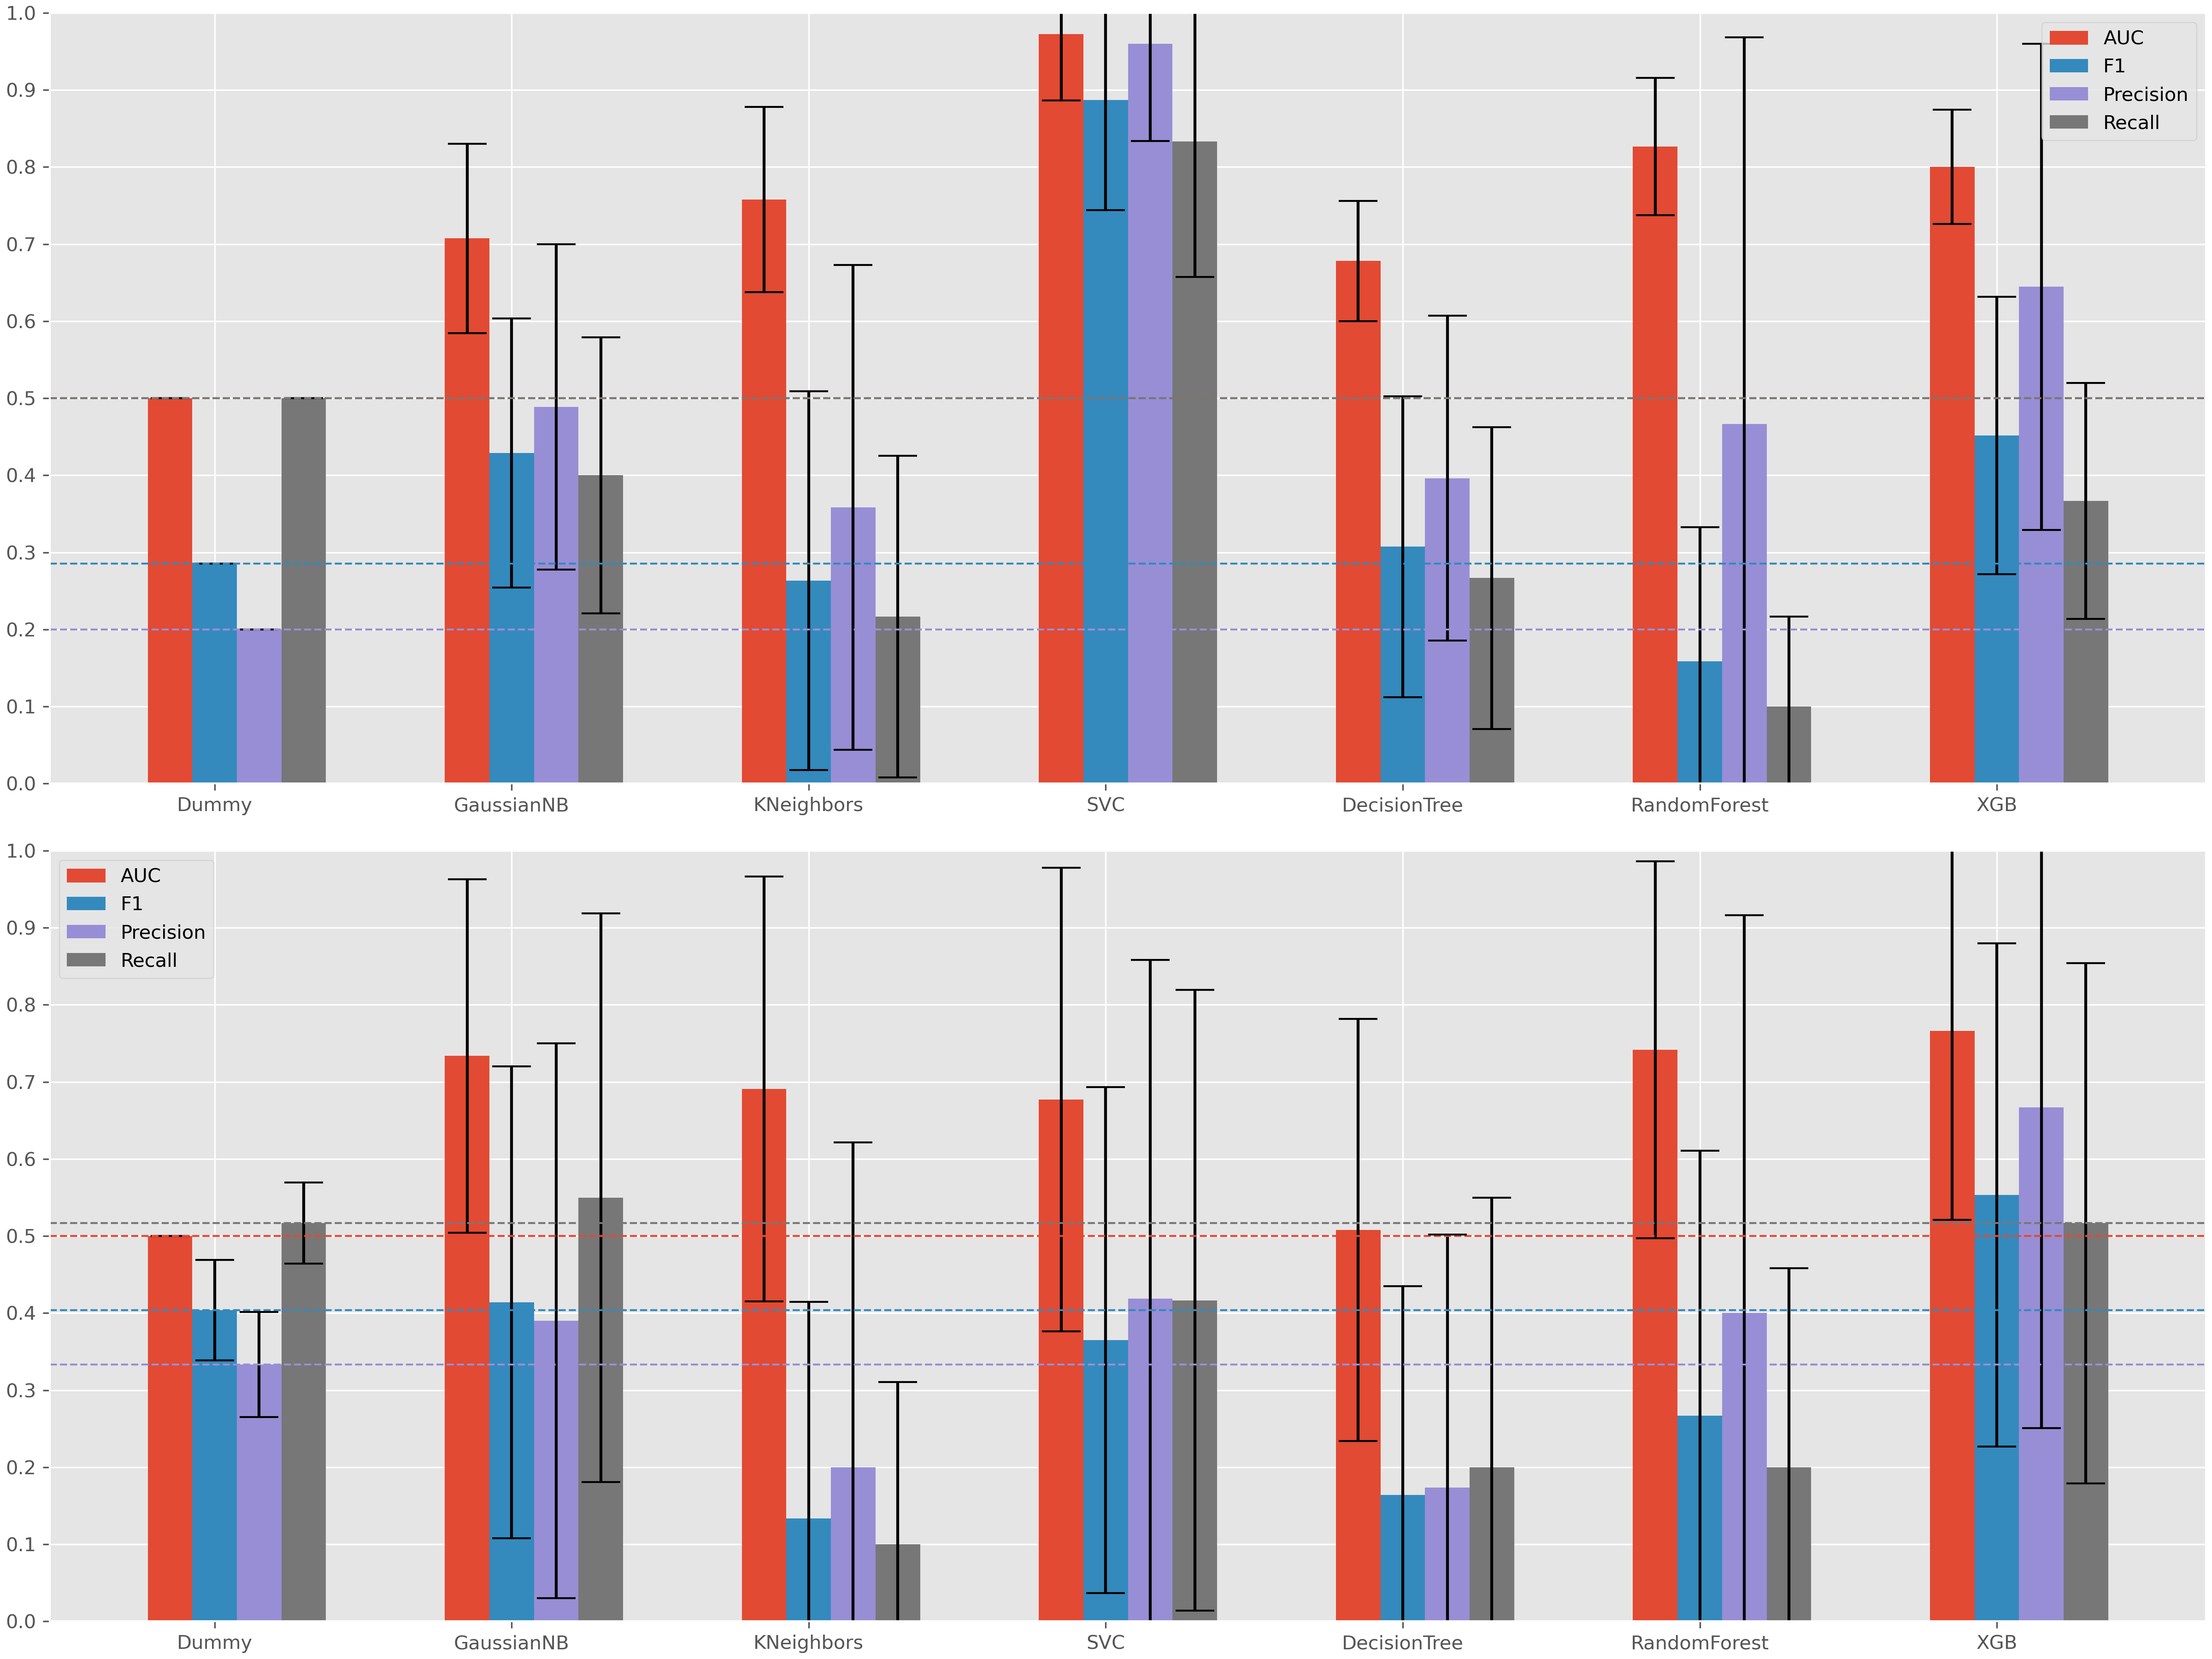 1.0
0.9
0.8
0.7
0.6
0.5
0.4
0.3
0.2
0.1
0.0
AUC
F1
Precision
Recall
Dummy GaussianNB KNeighbors SVC DecisionTree RandomForest XGB
1.0
0.9
0.8
0.7
0.6
0.5
0.4
0.3
0.2
0.1
0.0
AUC
F1
Precision
Recall
Dummy GaussianNB KNeighbors SVC DecisionTree RandomForest XGB